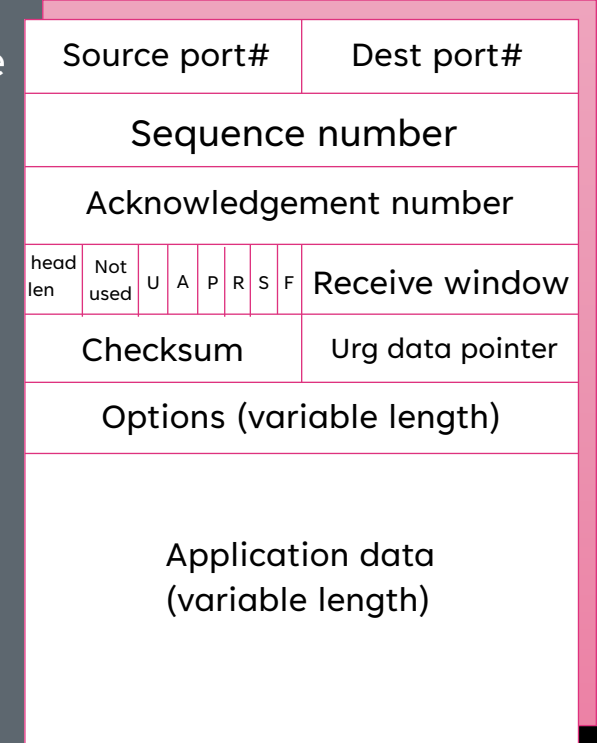 e
Source port# Dest port#
Sequence number
Acknowledgement number
head len Not used U A P R S F Receive window
Checksum Urg data pointer
Options (variable length)
Application data
(variable length)